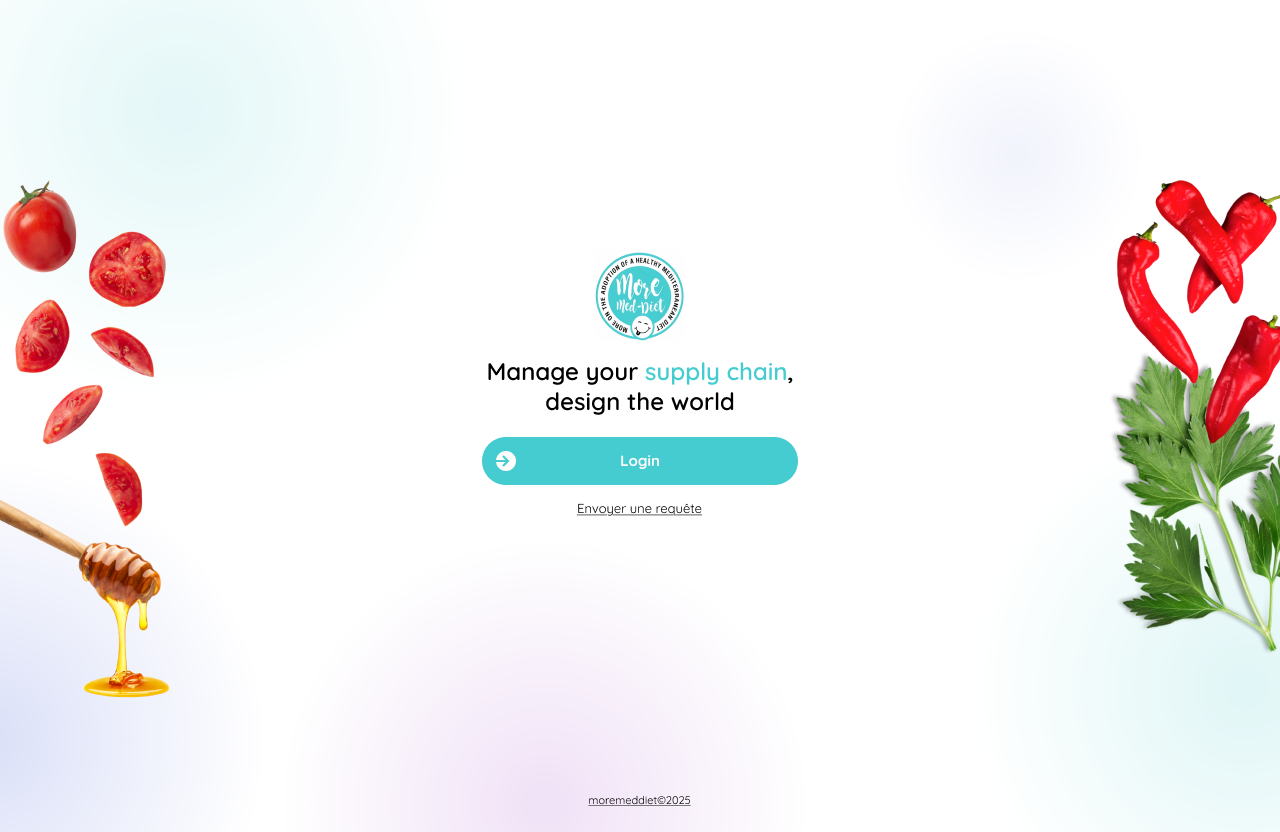 MORE ON THE ADOPTION OF A HEALTHY MEDITERRANEAN DIET
More
Med-Diet
Manage your supply chain,
design the world
Login
Envoyer une requête
moremeddiet©2025